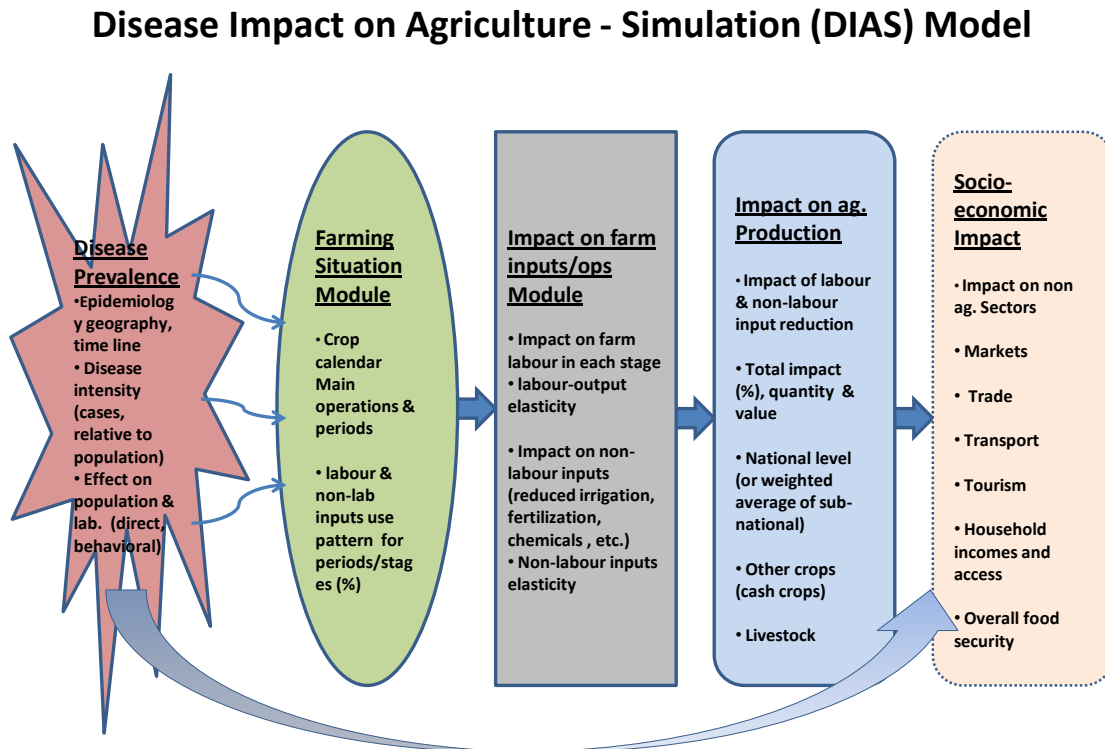 Disease Impact on Agriculture - Simulation (DIAS) Model
Disease
Prevalence
•Epidemiolog
y geography,
time line
• Disease
intensity
(cases,
relative to
population)
• Effect on
population &
lab. (direct,
behavioral)
Farming
Situation
Module
• Crop
calendar
Main
operations &
periods
• labour &
non-lab
inputs use
pattern for
periods/stag
es (%)
Impact on farm
inputs/ops
Module
• Impact on farm
labour in each stage
• labour-output
elasticity
• Impact on non-
labour inputs
(reduced irrigation,
fertilization,
chemicals , etc.)
• Non-labour inputs
elasticity
Impact on ag.
Production
• Impact of labour
& non-labour
input reduction
• Total impact
(%), quantity &
value
• National level
(or weighted
average of sub-
national)
• Other crops
(cash crops)
• Livestock
Socio-
economic
Impact
• Impact on non
ag. Sectors
• Markets
• Trade
• Transport
• Tourism
• Household
incomes and
access
• Overall food
security